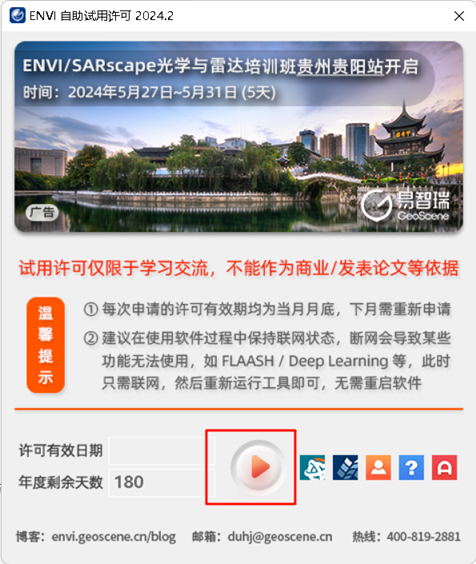 ENVI 自助试用许可 2024.2
ENVI/SARscape光学与雷达培训班贵州贵阳站开启
时间：2024年5月27日~5月31日 (5天)
广告
易智瑞
GeoScene
试用许可仅限于学习交流，不能作为商业/发表论文等依据
温馨提示
① 每次申请的许可有效期均为当月月底，下月需重新申请
② 建议在使用软件过程中保持联网状态，断网会导致某些
功能无法使用，如 FLAASH / Deep Learning 等，此时
只需联网，然后重新运行工具即可，无需重启软件
许可有效日期
年度剩余天数 180
博客：envi.geoscene.cn/blog 邮箱：duhj@geoscene.cn 热线：400-819-2881